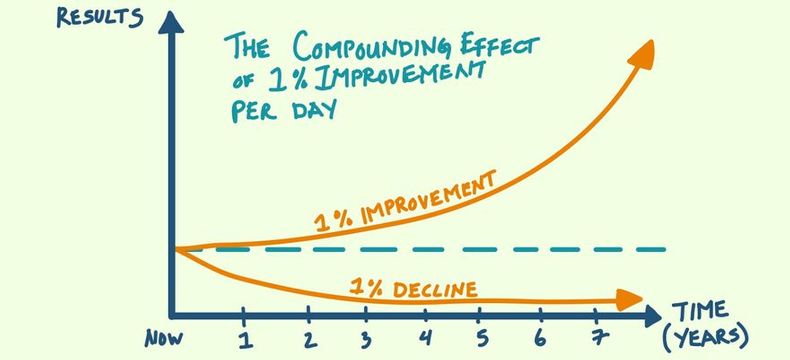 RESULTS
THE COMPOUNDING EFFECT
OF 1% IMPROVEMENT
PER DAY
1% IMPROVEMENT
1% DECLINE
NOW 1 2 3 4 5 6 7
TIME
(YEARS)